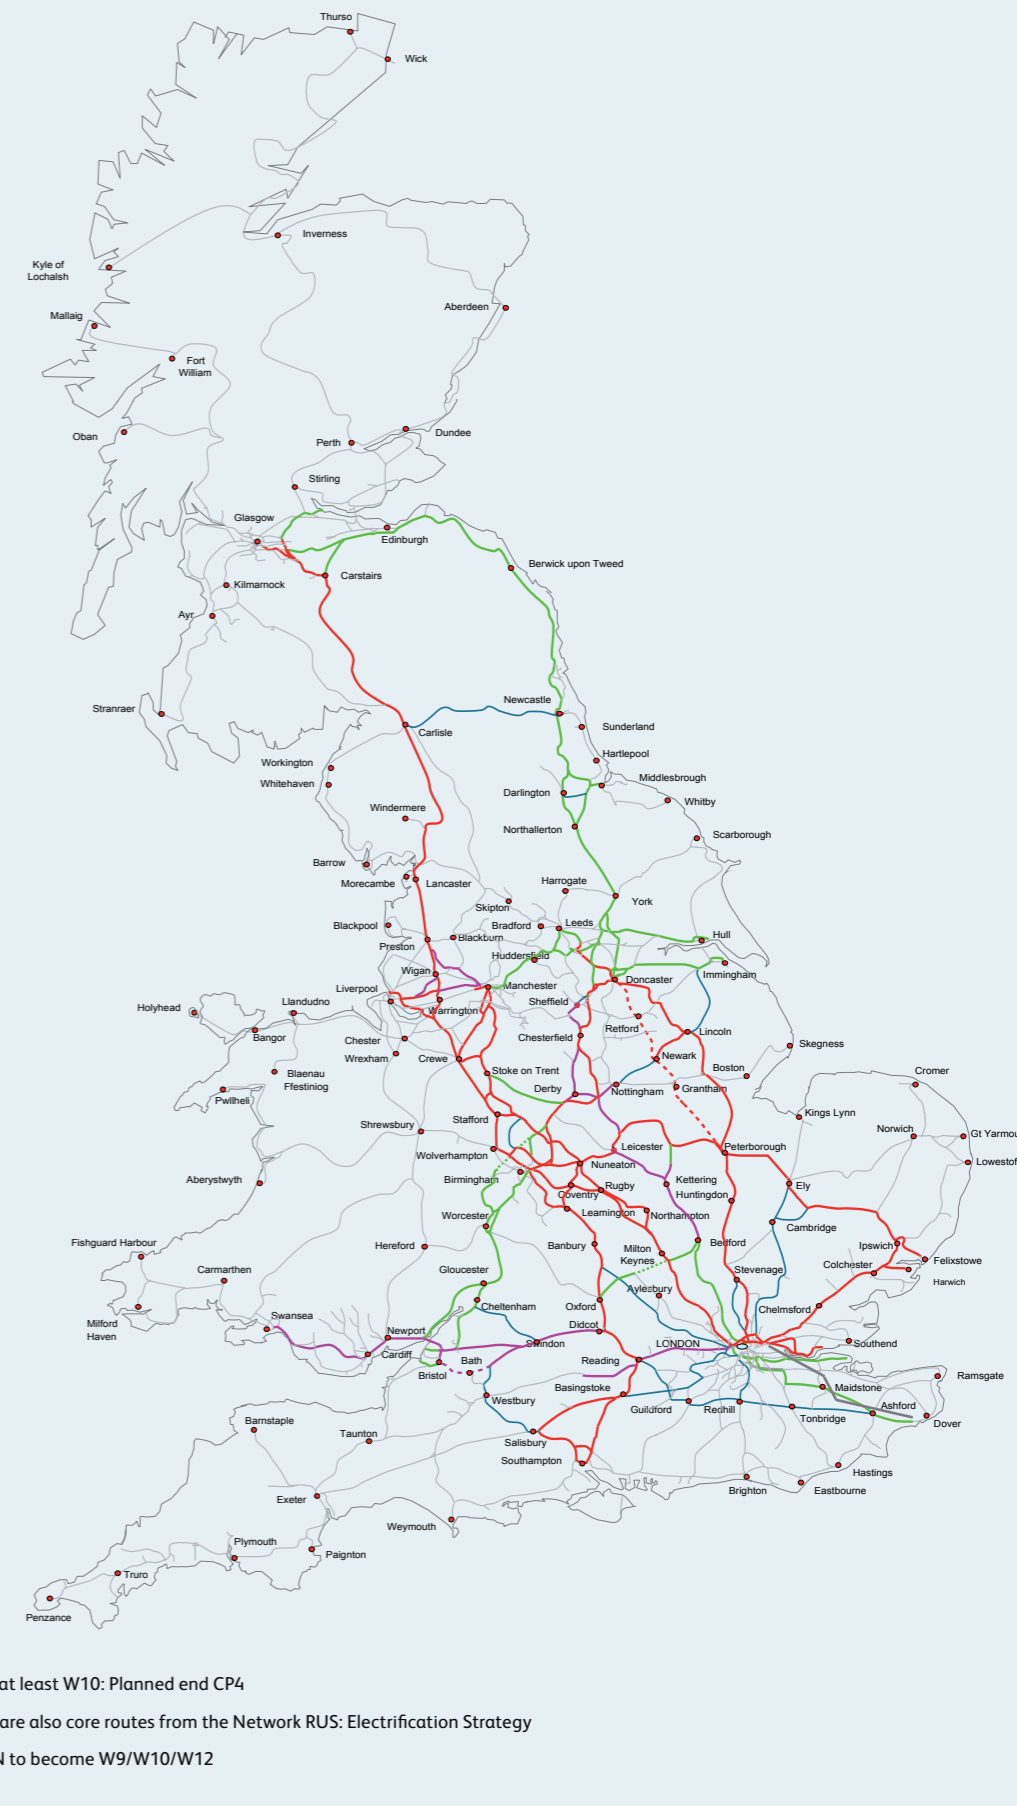 Thurso
Wick
Inverness
Kyle of
Lochalsh
Aberdeen
Mallaig
Fort
William
Dundee
Oban
Perth
Stirling
Glasgow
Edinburgh
Berwick upon Tweed
Carstairs
Kilmarnock
Ayr
Newcastle
Stranraer
Sunderland
Carlisle
Hartlepool
Workington
Middlesbrough
Whitehaven
Darlington
Whitby
Windermere
Northallerton
Scarborough
Barrow
Harrogate
Morecambe
Lancaster
York
Skipton
Blackpool
Bradford
Leeds
Hull
Preston
Blackburn
Huddersfield
Wigan
Immingham
Doncaster
Liverpool
Manchester
Holyhead
Llandudno
Sheffield
Warrington
Retford
Lincoln
Bangor
Chester
Chesterfield
Skegness
Wrexham
Crewe
Newark
Boston
Blaenau
Ffestiniog
Stoke on Trent
Cromer
Derby
Nottingham
Grantham
Pwllheli
Kings Lynn
Stafford
Shrewsbury
Norwich
Gt Yarmou
Leicester
Peterborough
Wolverhampton
Lowestof
Nuneaton
Aberystwyth
Birmingham
Kettering
Ely
Rugby
Coventry
Huntingdon
Leamington
Northampton
Worcester
Cambridge
Fishguard Harbour
Hereford
Banbury
Milton
Keynes
Bedford
Ipswich
Felixstowe
Colchester
Carmarthen
Gloucester
Stevenage
Harwich
Aylesbury
Milford
Haven
Swansea
Cheltenham
Oxford
Chelmsford
Newport
Didcot
Swindon
LONDON
Southend
Cardiff
Bath
Reading
Bristol
Ramsgate
Basingstoke
Maidstone
Westbury
Guildford
Redhill
Ashford
Barnstaple
Tonbridge
Dover
Taunton
Salisbury
Southampton
Hastings
Brighton
Eastbourne
Exeter
Weymouth
Plymouth
Paignton
Truro
Penzance
at least W10: Planned end CP4
are also core routes from the Network RUS: Electrification Strategy
N to become W9/W10/W12